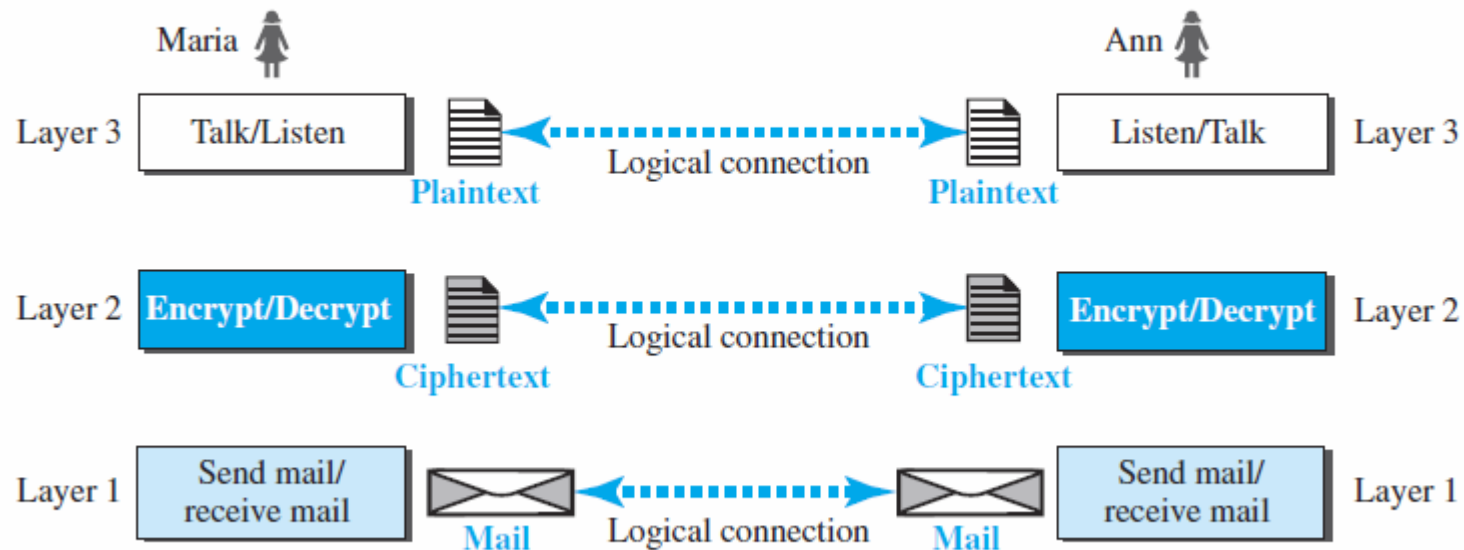 Maria
Ann
Layer 3
Talk/Listen
Listen/Talk
Layer 3
Logical connection
Plaintext
Plaintext
Layer 2
Encrypt/Decrypt
Encrypt/Decrypt
Layer 2
Logical connection
Ciphertext
Ciphertext
Layer 1
Send mail/
receive mail
Send mail/
receive mail
Layer 1
Logical connection
Mail
Mail